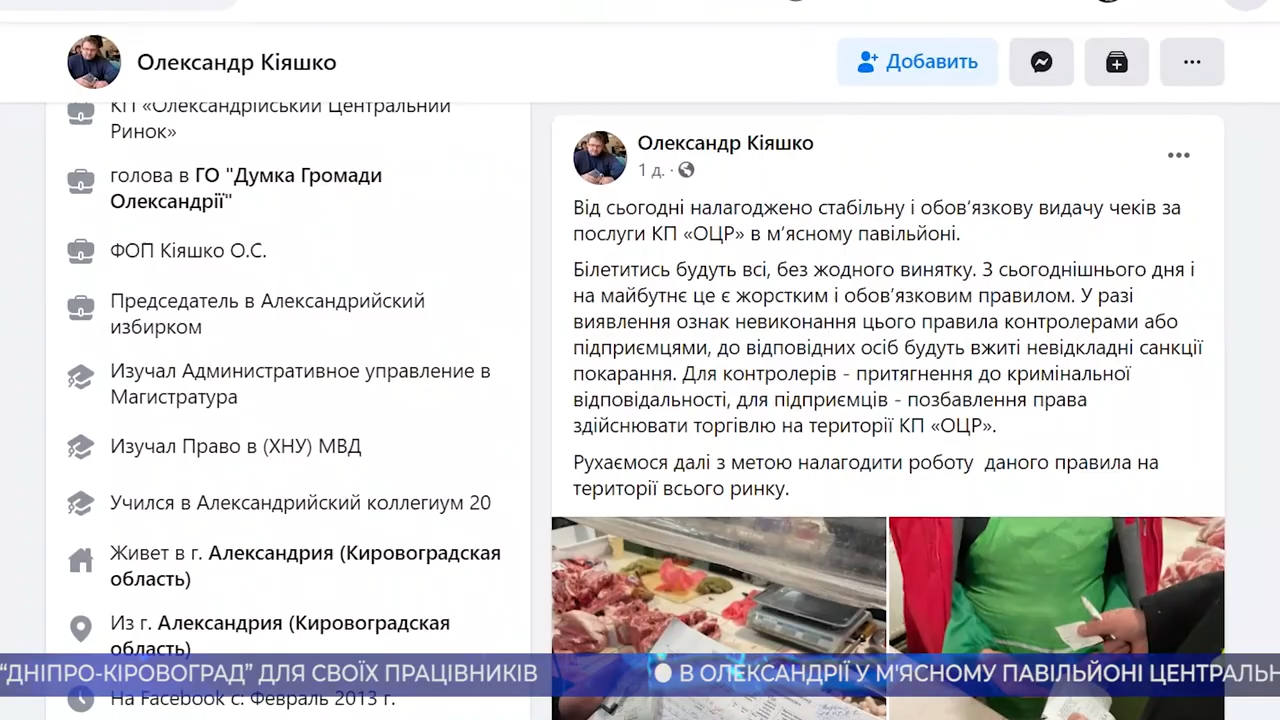 Олександр Кіяшко
Добавить
КП «Олександрійський Центральний
Ринок»
голова в ГО "Думка Громади
Олександрії"
ФОП Кіяшко О.С.
Председатель в Александрийский
избирком
Изучал Административное управление в
Магистратура
Изучал Право в (ХНУ) МВД
Учился в Александрийский коллегиум 20
Живет в г. Александрия (Кировоградская
область)
Из г. Александрия (Кировоградская
область)
На Facebook с: Февраль 2013 г.
Олександр Кіяшко
1 д. ·
Від сьогодні налагоджено стабільну і обов‘язкову видачу чеків за
послуги КП «ОЦР» в м’ясному павільйоні.
Білетитись будуть всі, без жодного винятку. З сьогоднішнього дня і
на майбутнє це є жорстким і обов’язковим правилом. У разі
виявлення ознак невиконання цього правила контролерами або
підприємцями, до відповідних осіб будуть вжиті невідкладні санкції
покарання. Для контролерів - притягнення до кримінальної
відповідальності, для підприємців - позбавлення права
здійснювати торгівлю на території КП «ОЦР».
Рухаємося далі з метою налагодити роботу  даного правила на
території всього ринку.
“ДНІПРО-КІРОВОГРАД” ДЛЯ СВОЇХ ПРАЦІВНИКІВ
В ОЛЕКСАНДРІЇ У М'ЯСНОМУ ПАВІЛЬЙОНІ ЦЕНТРАЛЬН